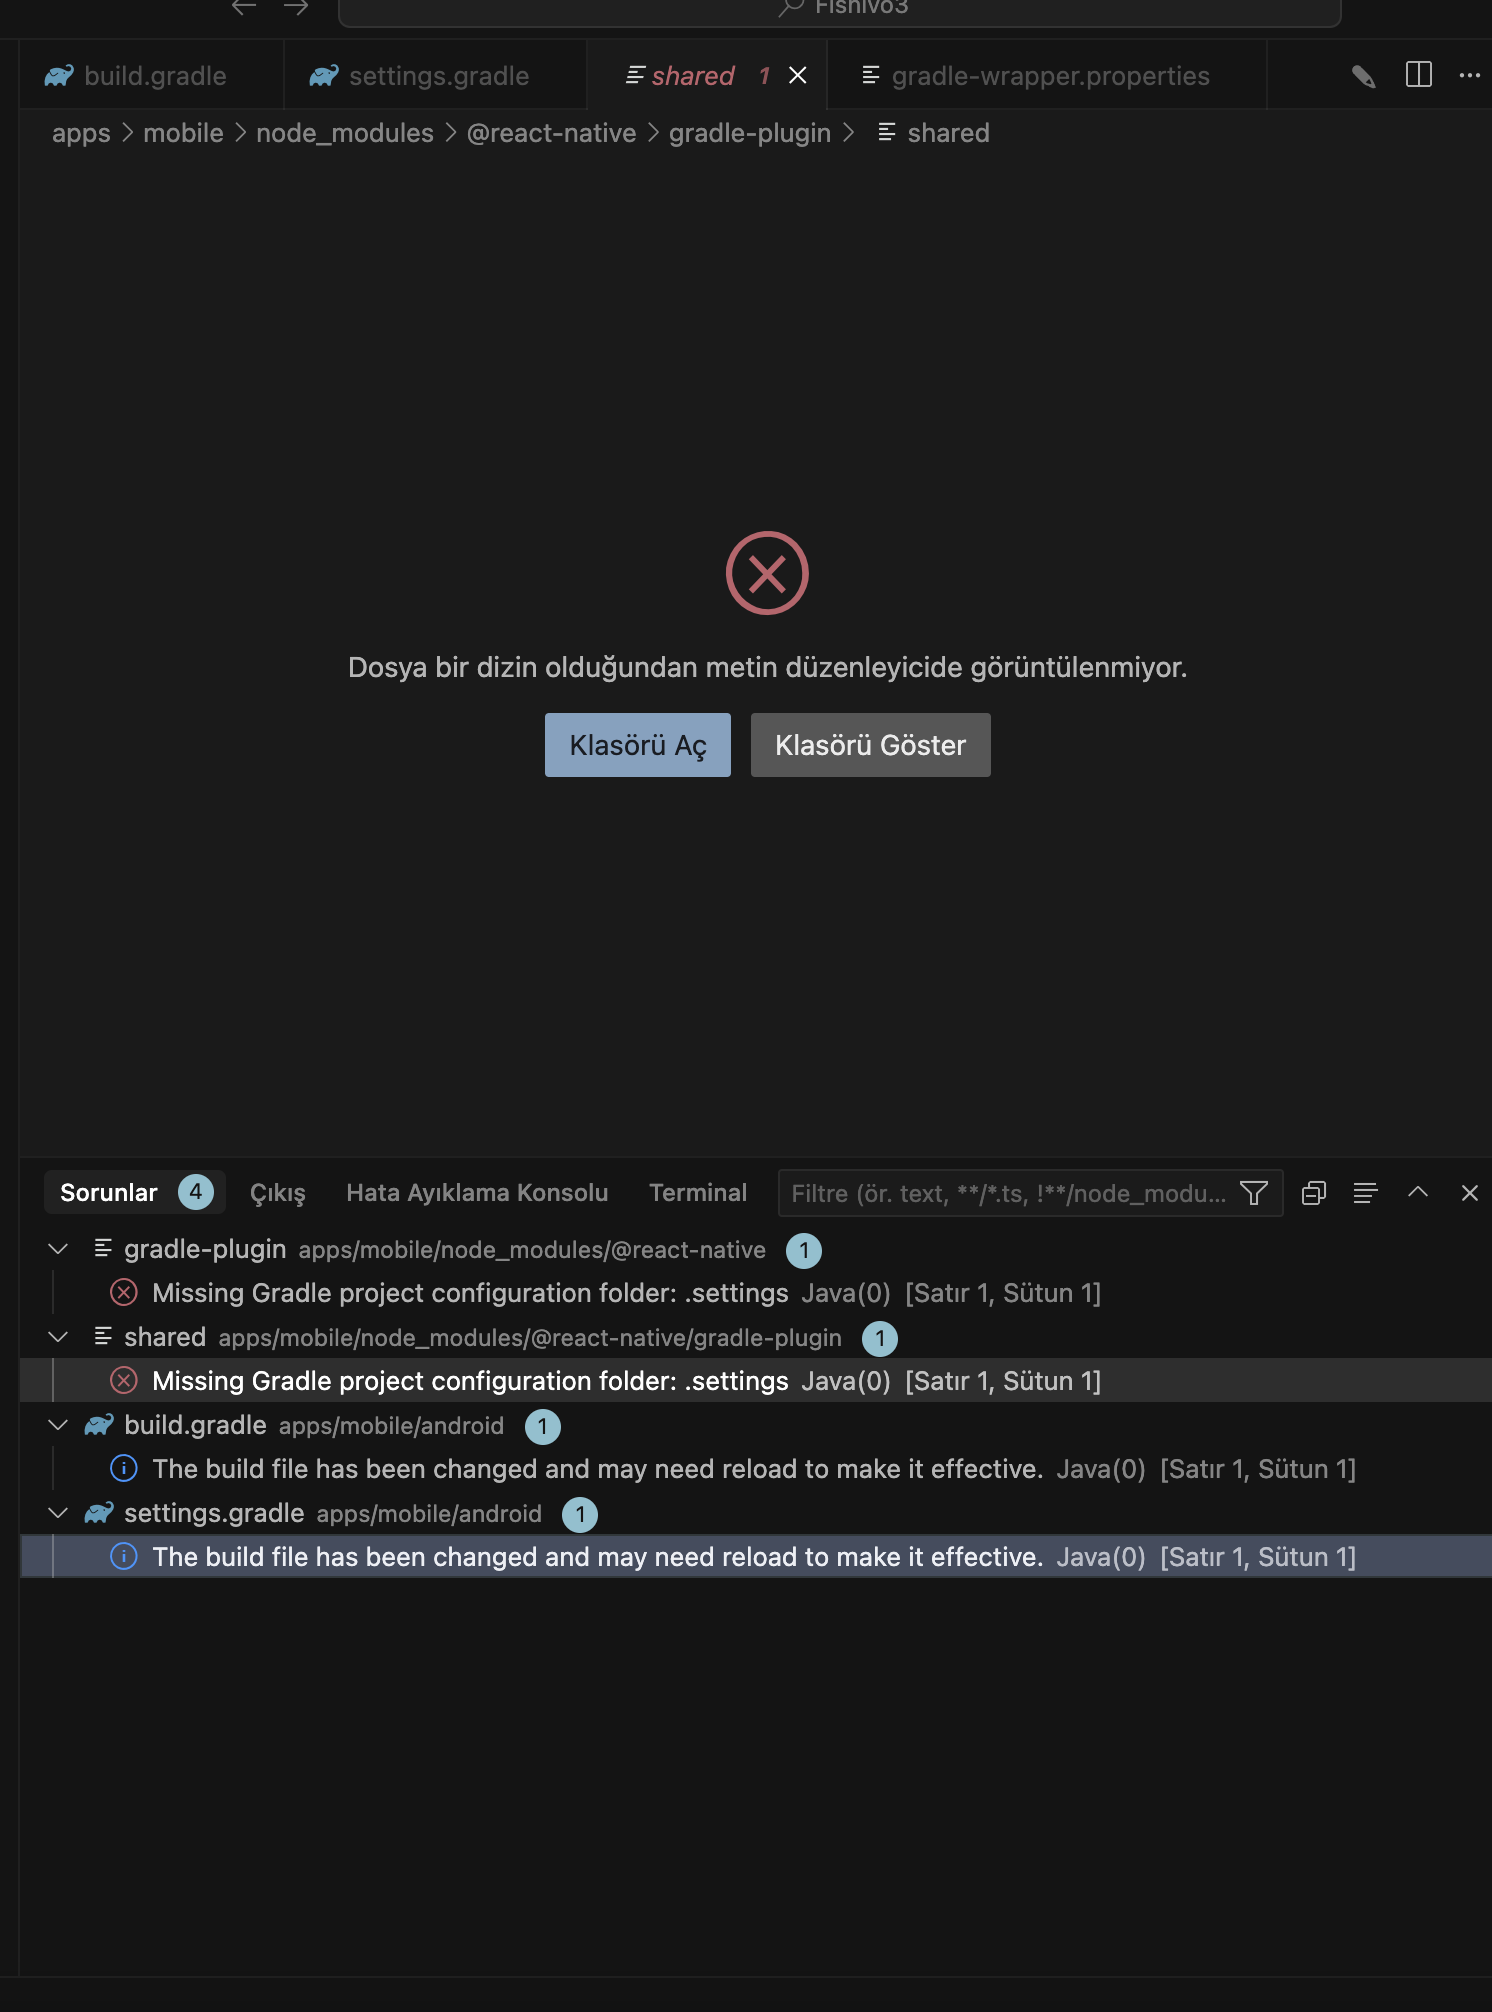 Fishivo3
build.gradle settings.gradle shared 1 gradle-wrapper.properties
apps > mobile > node_modules > @react-native > gradle-plugin > shared
Dosya bir dizin olduğundan metin düzenleyicide görüntülenmiyor.
Klasörü Aç Klasörü Göster
Sorunlar 4 Çıkış Hata Ayıklama Konsolu Terminal Filtre (ör. text, **/*.ts, !**/node_modu...
gradle-plugin apps/mobile/node_modules/@react-native 1
Missing Gradle project configuration folder: .settings Java(0) [Satır 1, Sütun 1]
shared apps/mobile/node_modules/@react-native/gradle-plugin 1
Missing Gradle project configuration folder: .settings Java(0) [Satır 1, Sütun 1]
build.gradle apps/mobile/android 1
The build file has been changed and may need reload to make it effective. Java(0) [Satır 1, Sütun 1]
settings.gradle apps/mobile/android 1
The build file has been changed and may need reload to make it effective. Java(0) [Satır 1, Sütun 1]